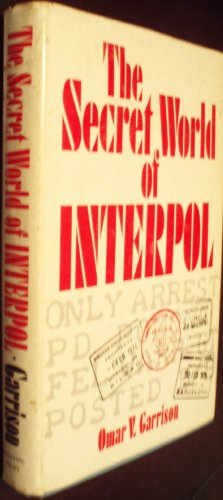 The Secret World of INTERPOL • Garrison
The
Secret World
of
INTERPOL
ONLY ARREST
PD
FE
POSTED
Omar V. Garrison